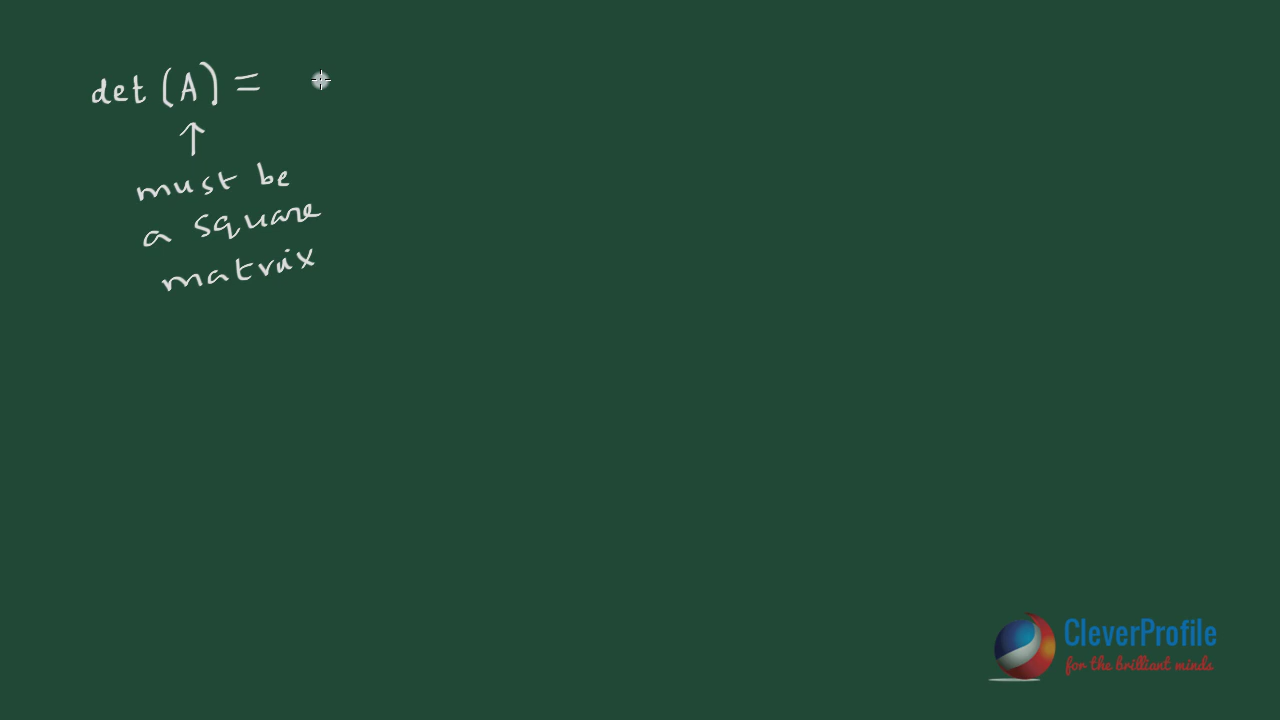 det (A) =
↑
must be
a square
matrix
CleverProfile
for the brilliant minds